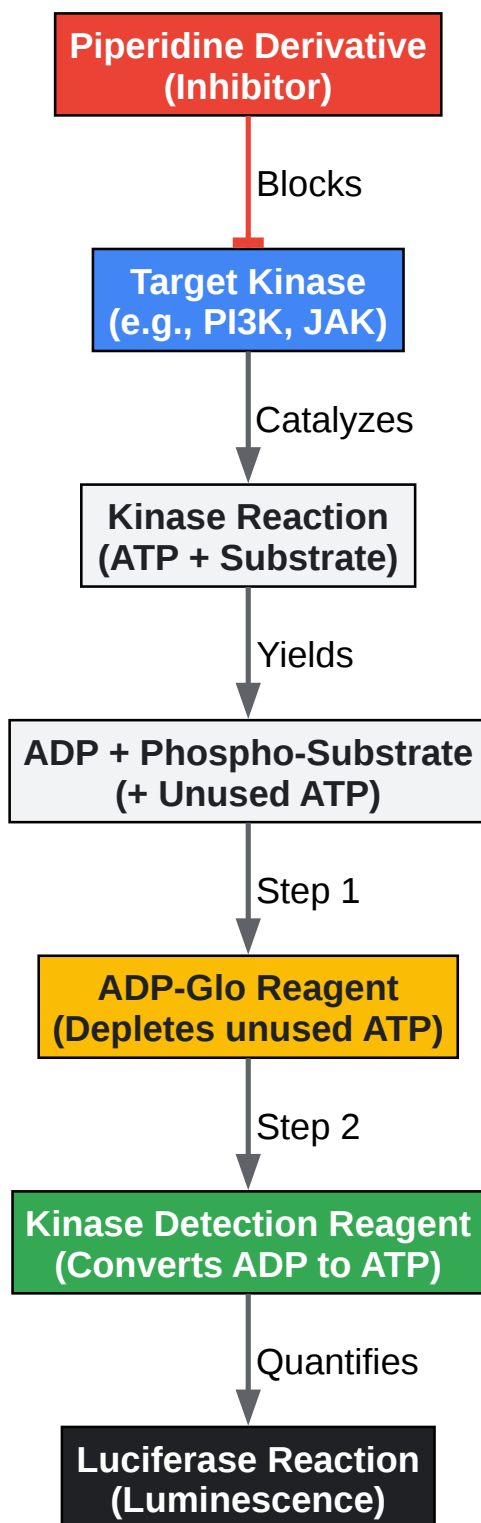 Piperidine Derivative
(Inhibitor)
Blocks
Target Kinase
(e.g., PI3K, JAK)
Catalyzes
Kinase Reaction
(ATP + Substrate)
Yields
ADP + Phospho-Substrate
(+ Unused ATP)
Step 1
ADP-Glo Reagent
(Depletes unused ATP)
Step 2
Kinase Detection Reagent
(Converts ADP to ATP)
Quantifies
Luciferase Reaction
(Luminescence)